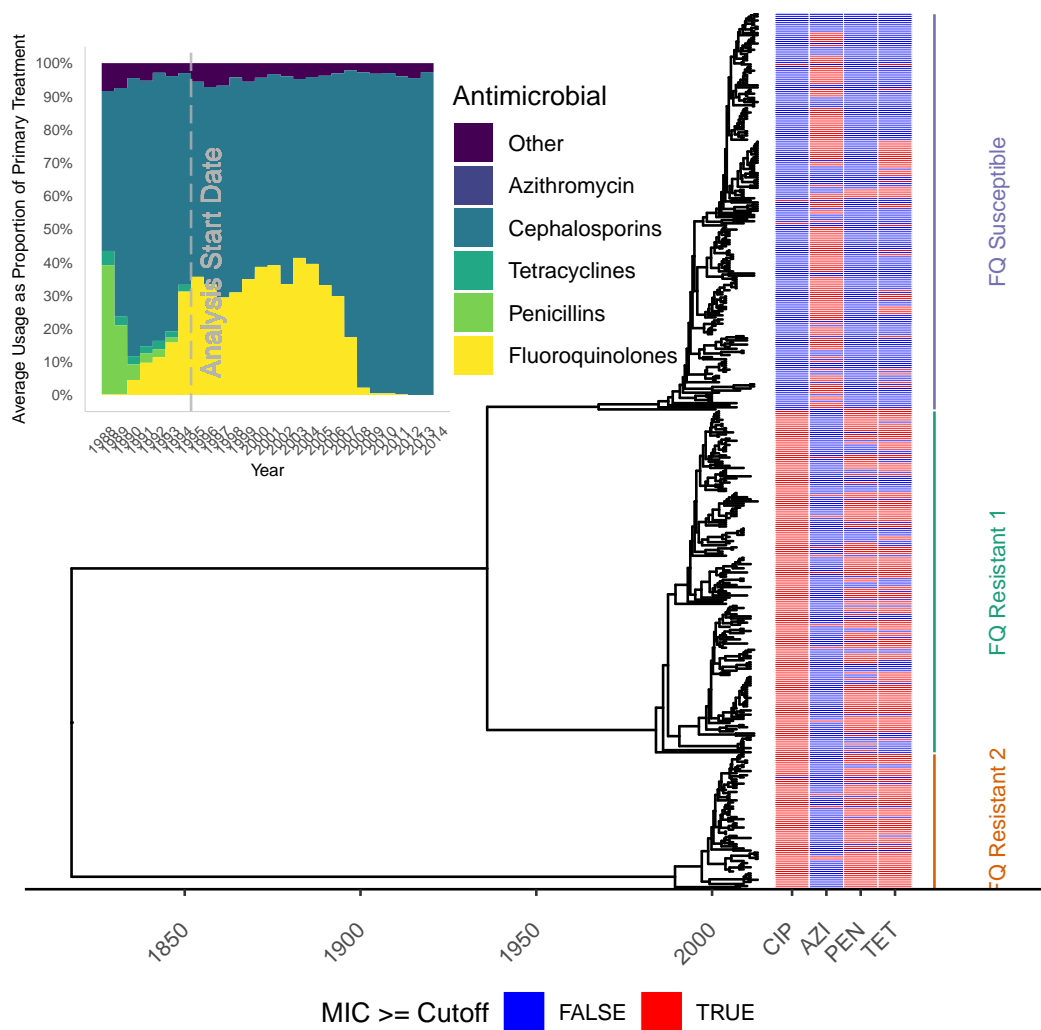 Average Usage as Proportion of Primary Treatment
100%
90%
80%
70%
60%
50%
40%
30%
20%
10%
0%
Analysis Start Date
1988
1989
1990
1991
1992
1993
1994
1995
1996
1997
1998
1999
2000
2001
2002
2003
2004
2005
2006
2007
2008
2009
2010
2011
2012
2013
2014
Year
Antimicrobial
Other
Azithromycin
Cephalosporins
Tetracyclines
Penicillins
Fluoroquinolones
FQ Susceptible
FQ Resistant 1
FQ Resistant 2
1850
1900
1950
2000
CIP
AZI
PEN
TET
MIC >= Cutoff
FALSE
TRUE